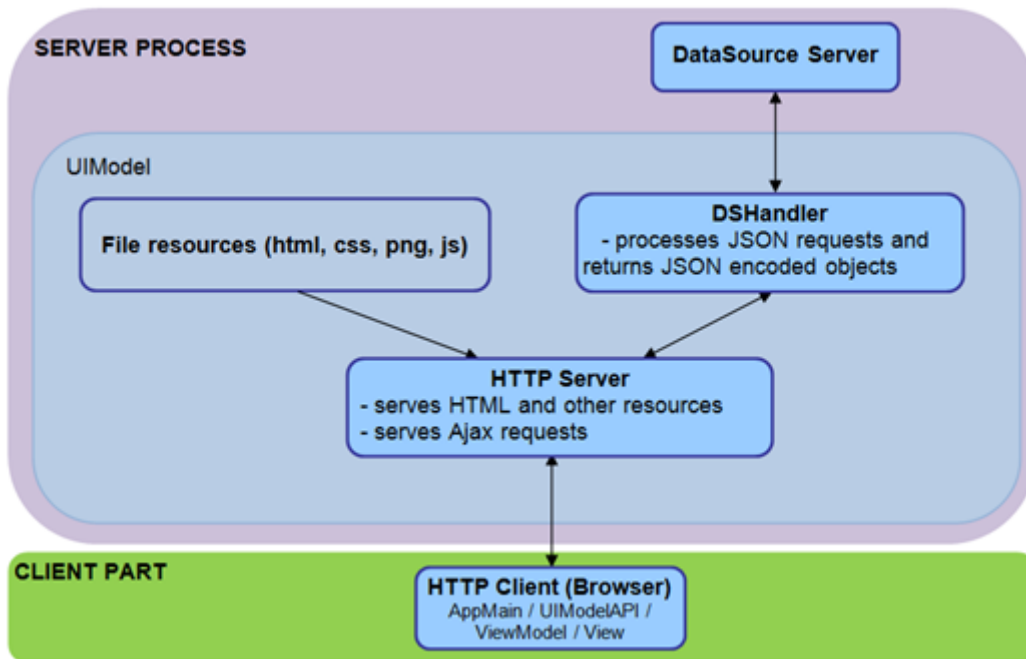 SERVER PROCESS
DataSource Server
UIModel
File resources (html, css, png, js)
DSHandler
- processes JSON requests and
returns JSON encoded objects
HTTP Server
- serves HTML and other resources
- serves Ajax requests
CLIENT PART
HTTP Client (Browser)
AppMain / UIModelAPI /
ViewModel / View